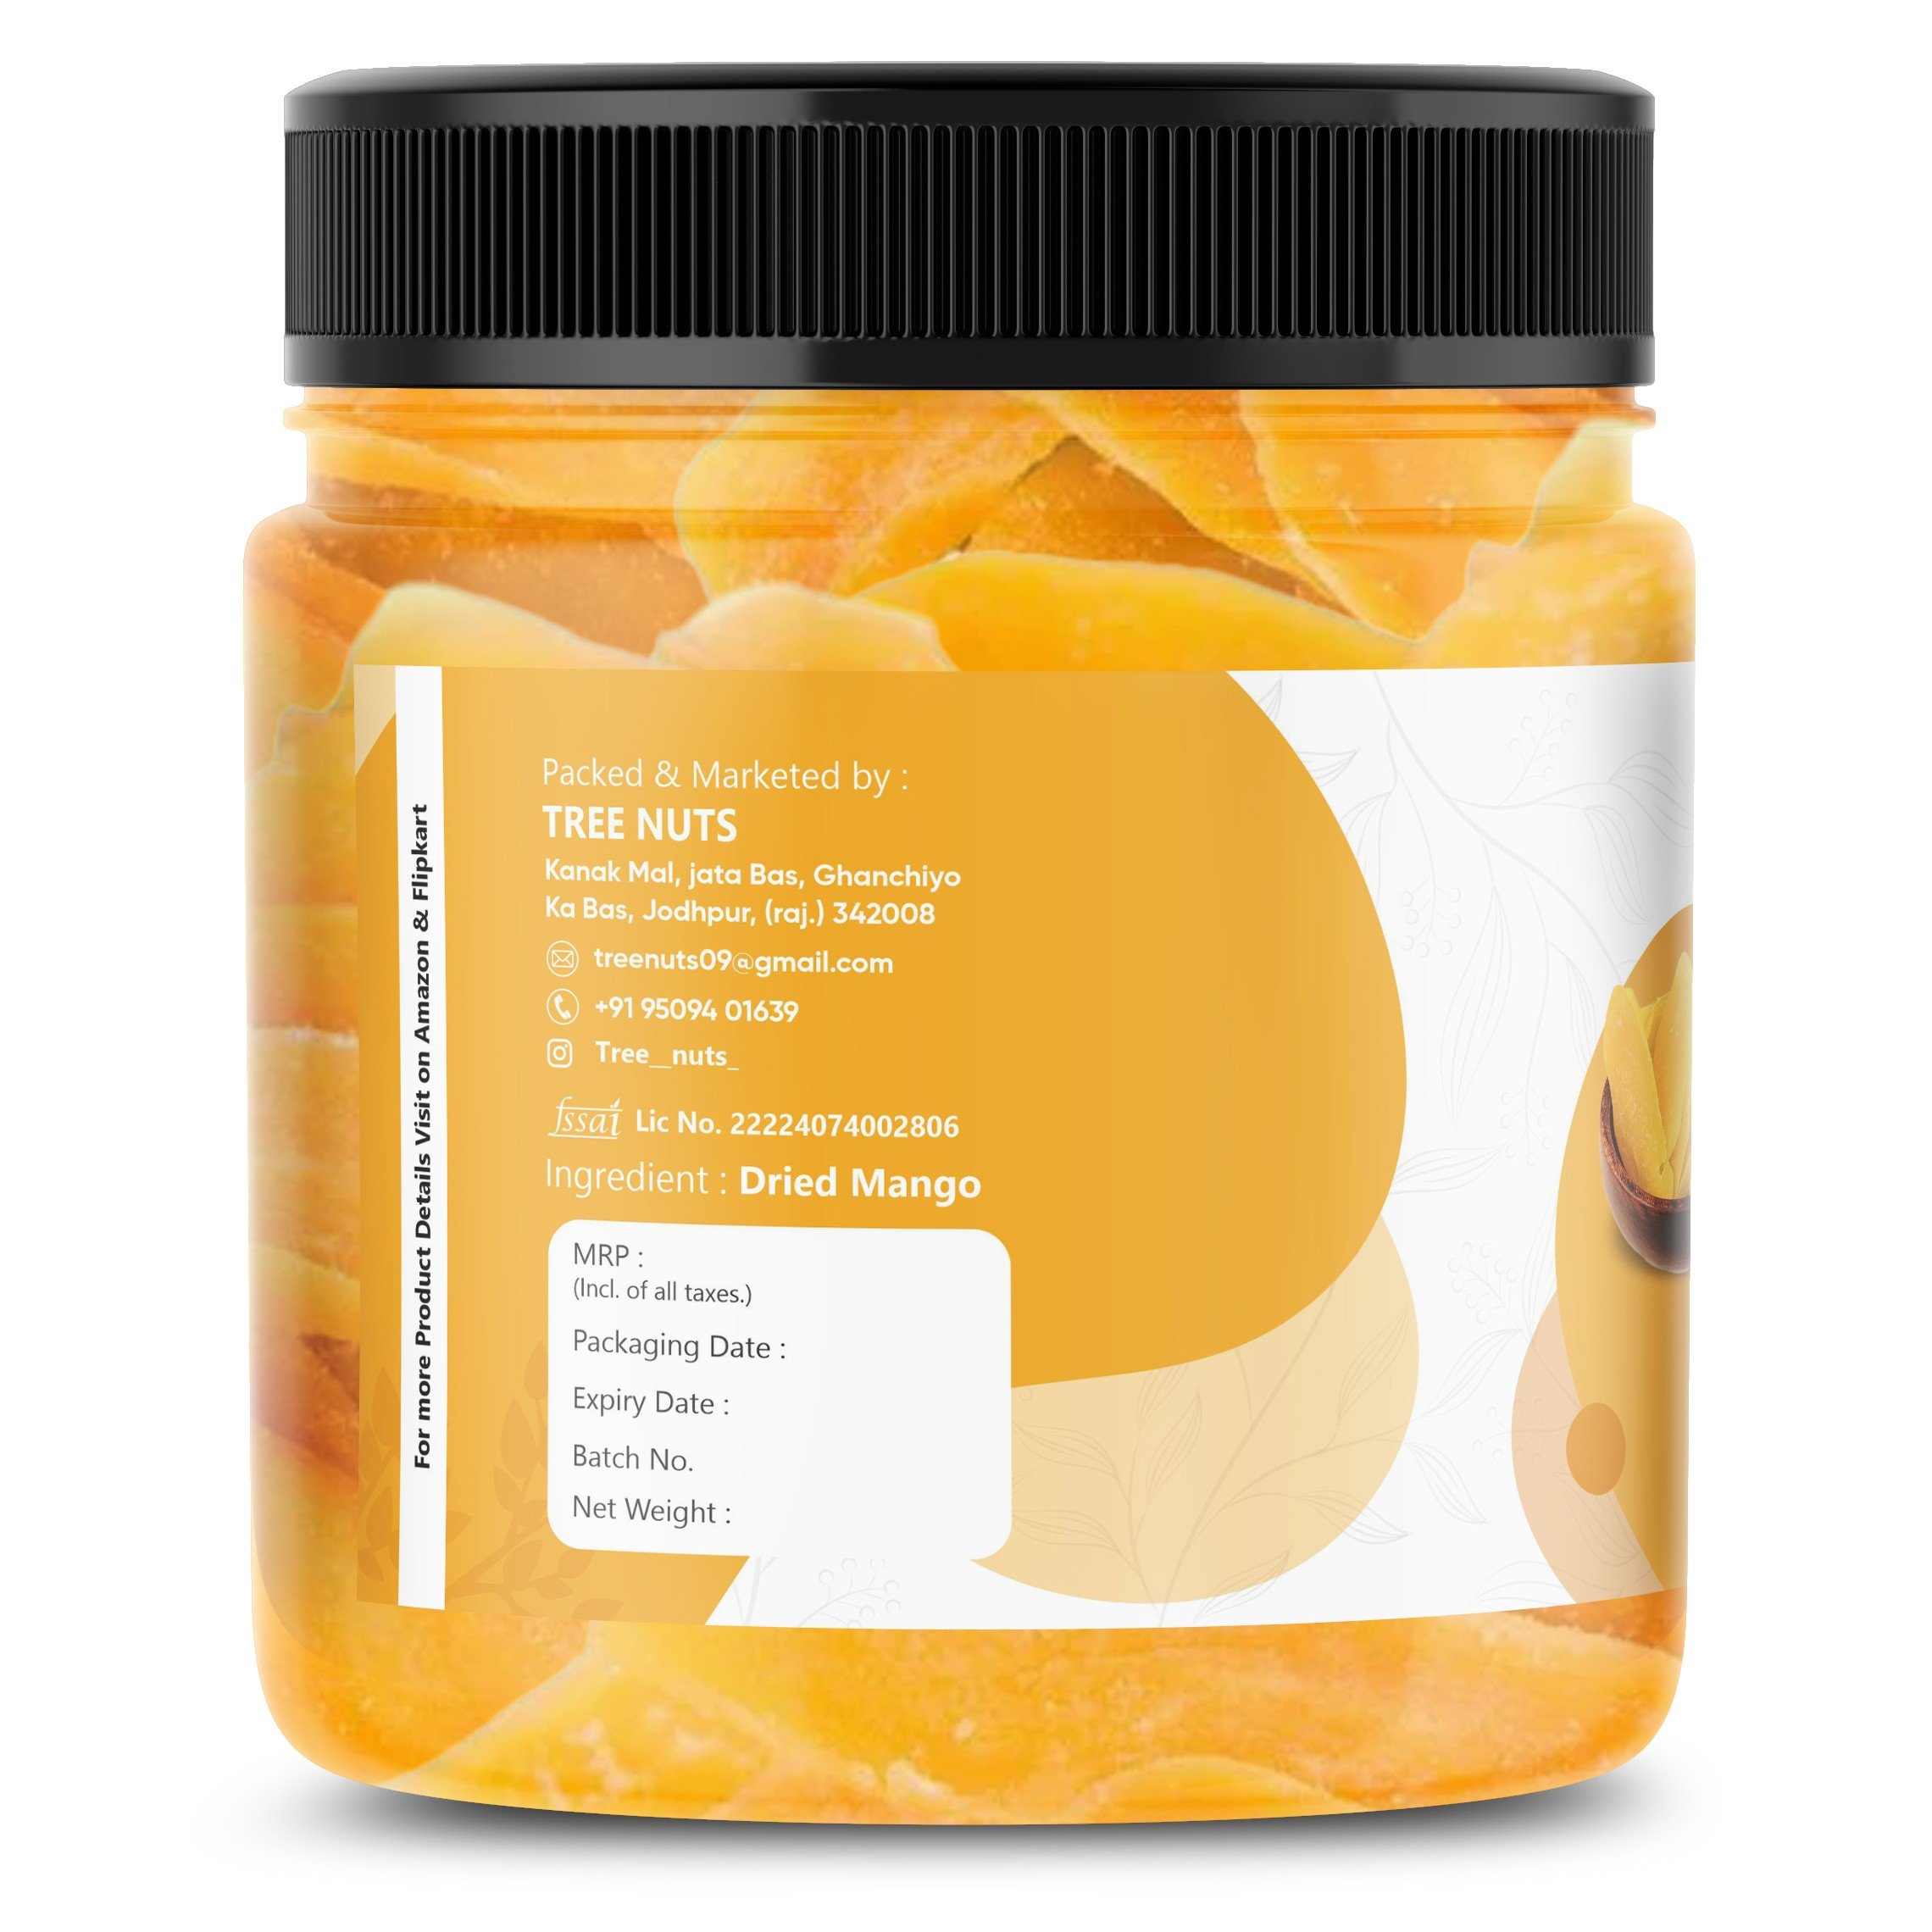 Packed & Marketed by :
TREE NUTS
Kanak Mal, jata Bas, Ghanchiyo
Ka Bas, Jodhpur, (raj.) 342008
treenuts09@gmail.com
+91 95094 01639
Tree__nuts_
fssai Lic No. 22224074002806
Ingredient : Dried Mango
MRP :
(Incl. of all taxes.)
Packaging Date :
Expiry Date :
Batch No.
Net Weight :
For more Product Details Visit on Amazon & Flipkart